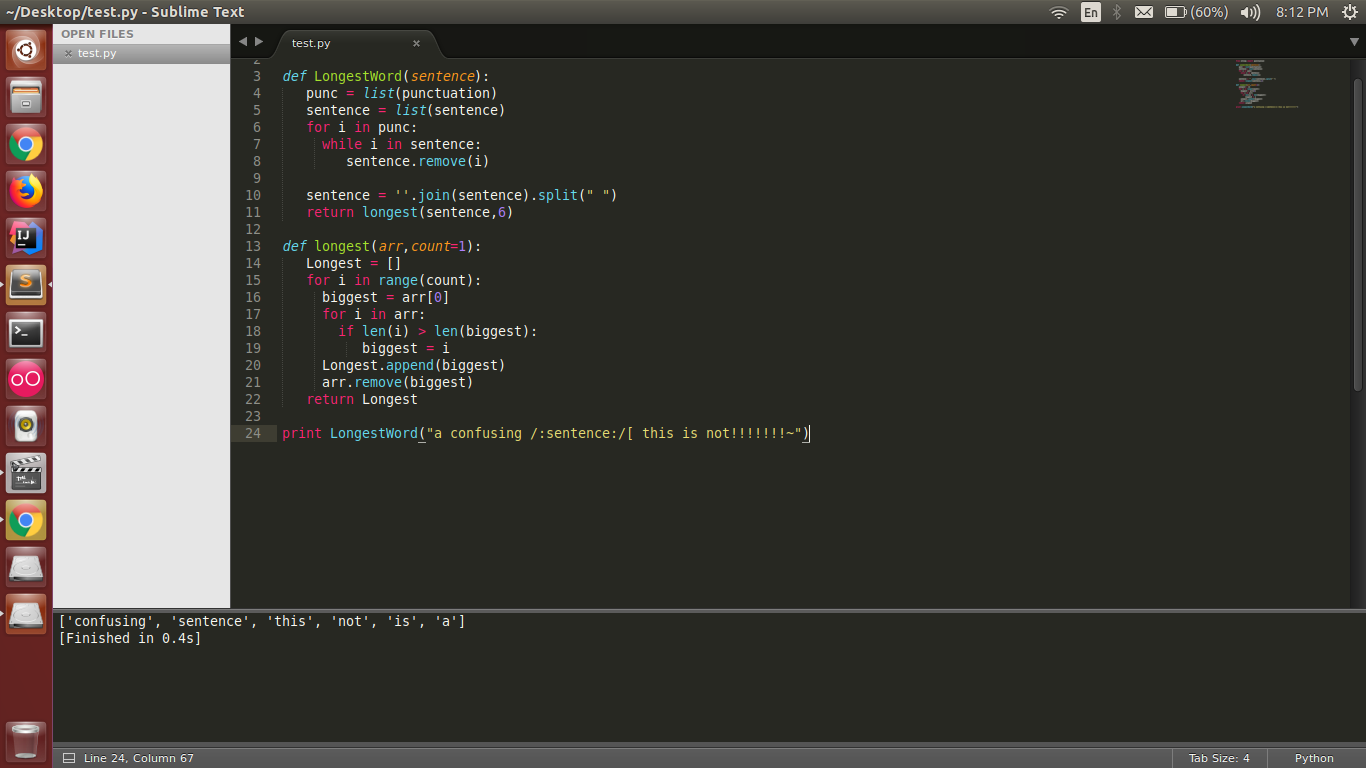 ~/Desktop/test.py - Sublime Text
En
(60%)
8:12 PM
OPEN FILES
test.py
test.py
2
3 def LongestWord(sentence):
4 punc = list(punctuation)
5 sentence = list(sentence)
6 for i in punc:
7 while i in sentence:
8 sentence.remove(i)
9
10 sentence = ''.join(sentence).split(" ")
11 return longest(sentence,6)
12
13 def longest(arr,count=1):
14 Longest = []
15 for i in range(count):
16 biggest = arr[0]
17 for i in arr:
18 if len(i) > len(biggest):
19 biggest = i
20 Longest.append(biggest)
21 arr.remove(biggest)
22 return Longest
23
24 print LongestWord("a confusing /:sentence:/[ this is not!!!!!!!~")
['confusing', 'sentence', 'this', 'not', 'is', 'a']
[Finished in 0.4s]
Line 24, Column 67
Tab Size: 4
Python